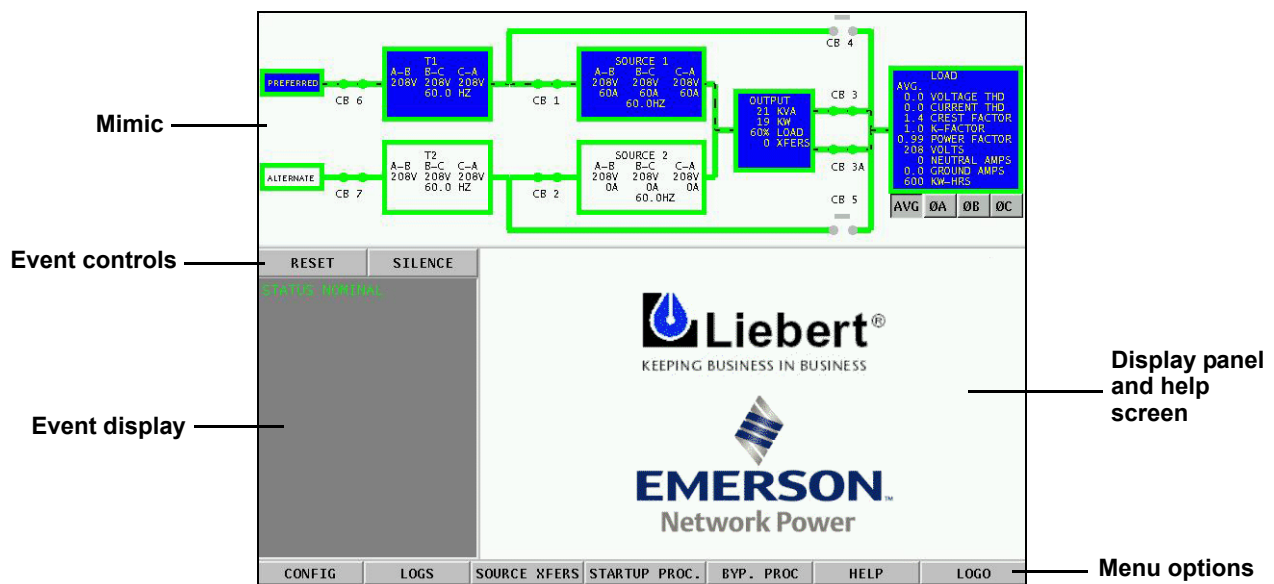 CB 4
PREFERRED
CB 6
T1
A-B B-C C-A
208V 208V 208V
60.0 HZ
CB 1
SOURCE 1
A-B B-C C-A
208V 208V 208V
60A 60A 60A
60.0HZ
OUTPUT
21 KVA
19 KW
60% LOAD
0 XFERS
CB 3
CB 3A
LOAD
AVG.
0.0 VOLTAGE THD
0.0 CURRENT THD
1.4 CREST FACTOR
1.0 K-FACTOR
0.99 POWER FACTOR
208 VOLTS
0 NEUTRAL AMPS
0.0 GROUND AMPS
600 KW-HRS
AVG ØA ØB ØC
Mimic
ALTERNATE
CB 7
T2
A-B B-C C-A
208V 208V 208V
60.0 HZ
CB 2
SOURCE 2
A-B B-C C-A
208V 208V 208V
0A 0A 0A
60.0HZ
CB 5
Event controls
RESET SILENCE
STATUS NOMINAL
Liebert®
KEEPING BUSINESS IN BUSINESS
Display panel
and help
screen
Event display
EMERSON™
Network Power
CONFIG LOGS SOURCE XFERS STARTUP PROC. BYP. PROC HELP LOGO
Menu options